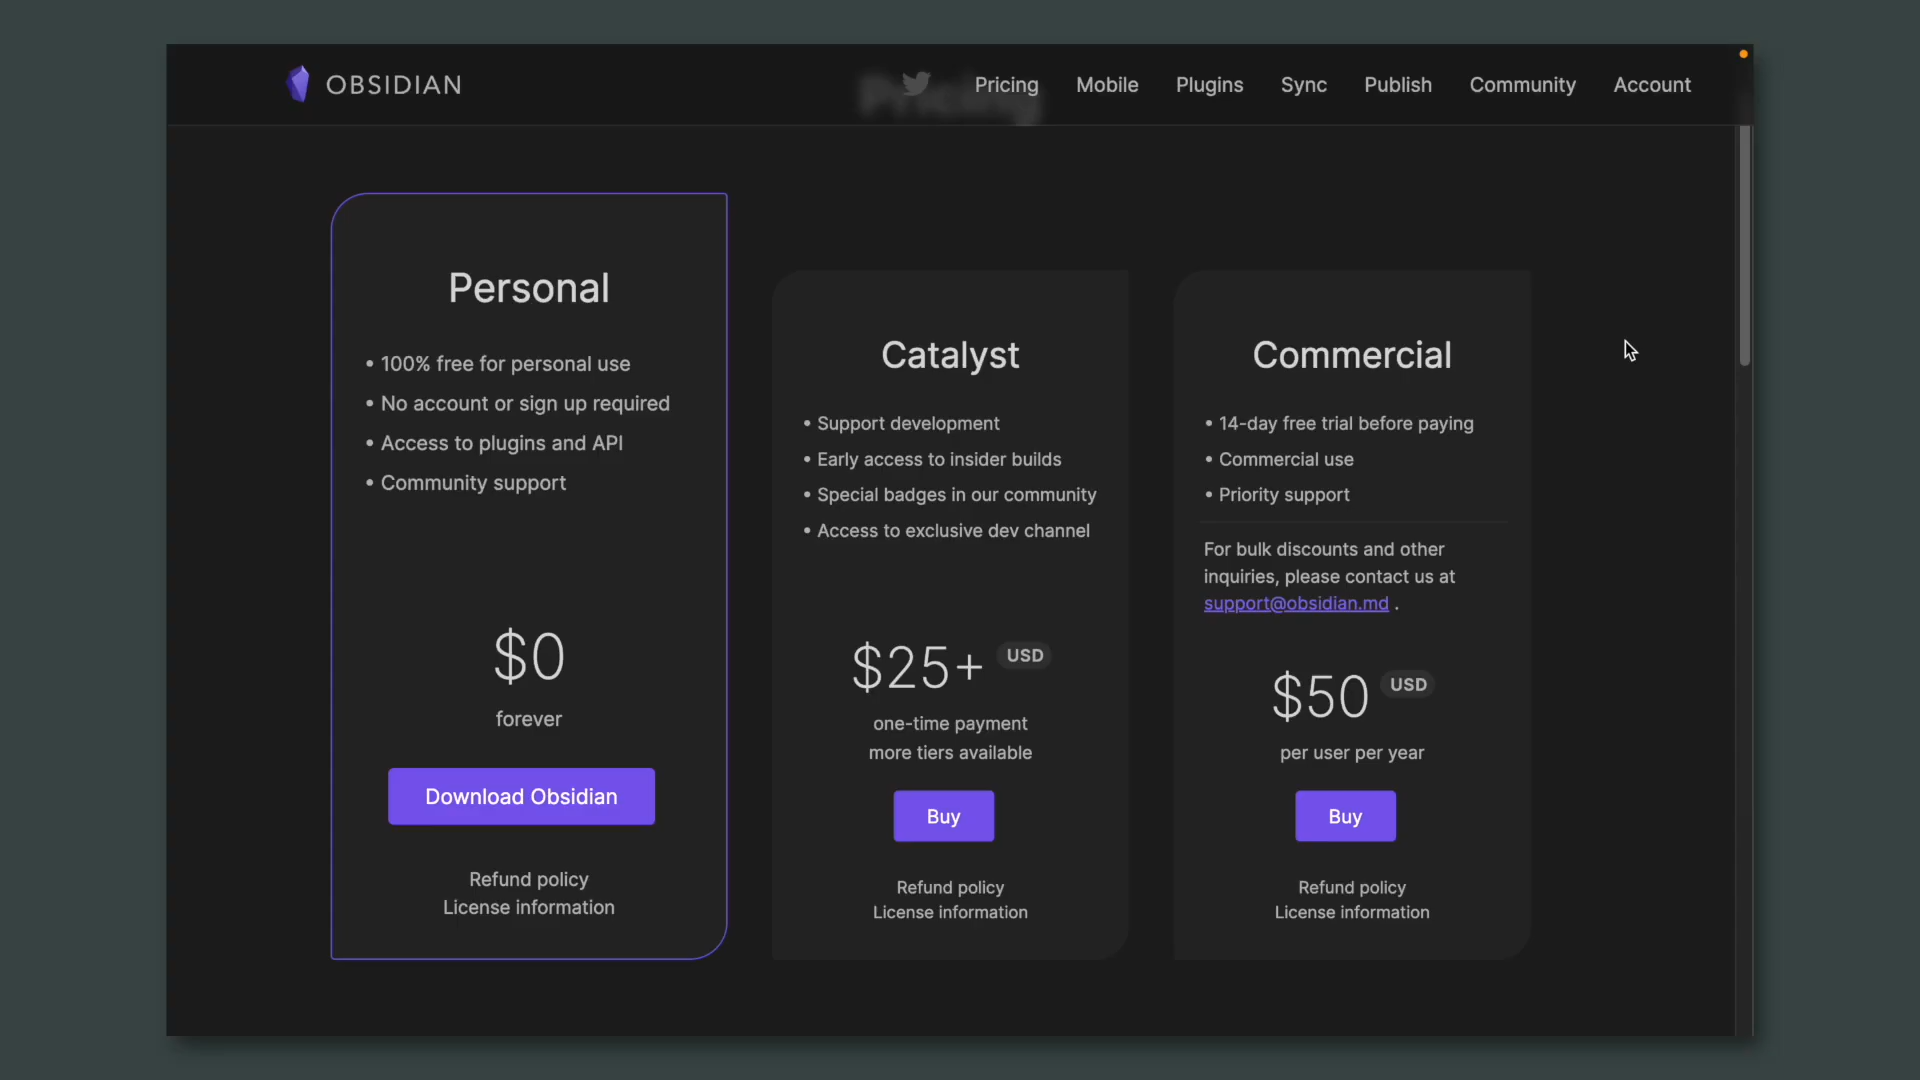 OBSIDIAN
Pricing
Pricing
Mobile
Plugins
Sync
Publish
Community
Account
Personal
• 100% free for personal use
• No account or sign up required
• Access to plugins and API
• Community support
$0
forever
Download Obsidian
Refund policy
License information
Catalyst
• Support development
• Early access to insider builds
• Special badges in our community
• Access to exclusive dev channel
$25+ USD
one-time payment
more tiers available
Buy
Refund policy
License information
Commercial
• 14-day free trial before paying
• Commercial use
• Priority support
For bulk discounts and other
inquiries, please contact us at
support@obsidian.md .
$50 USD
per user per year
Buy
Refund policy
License information